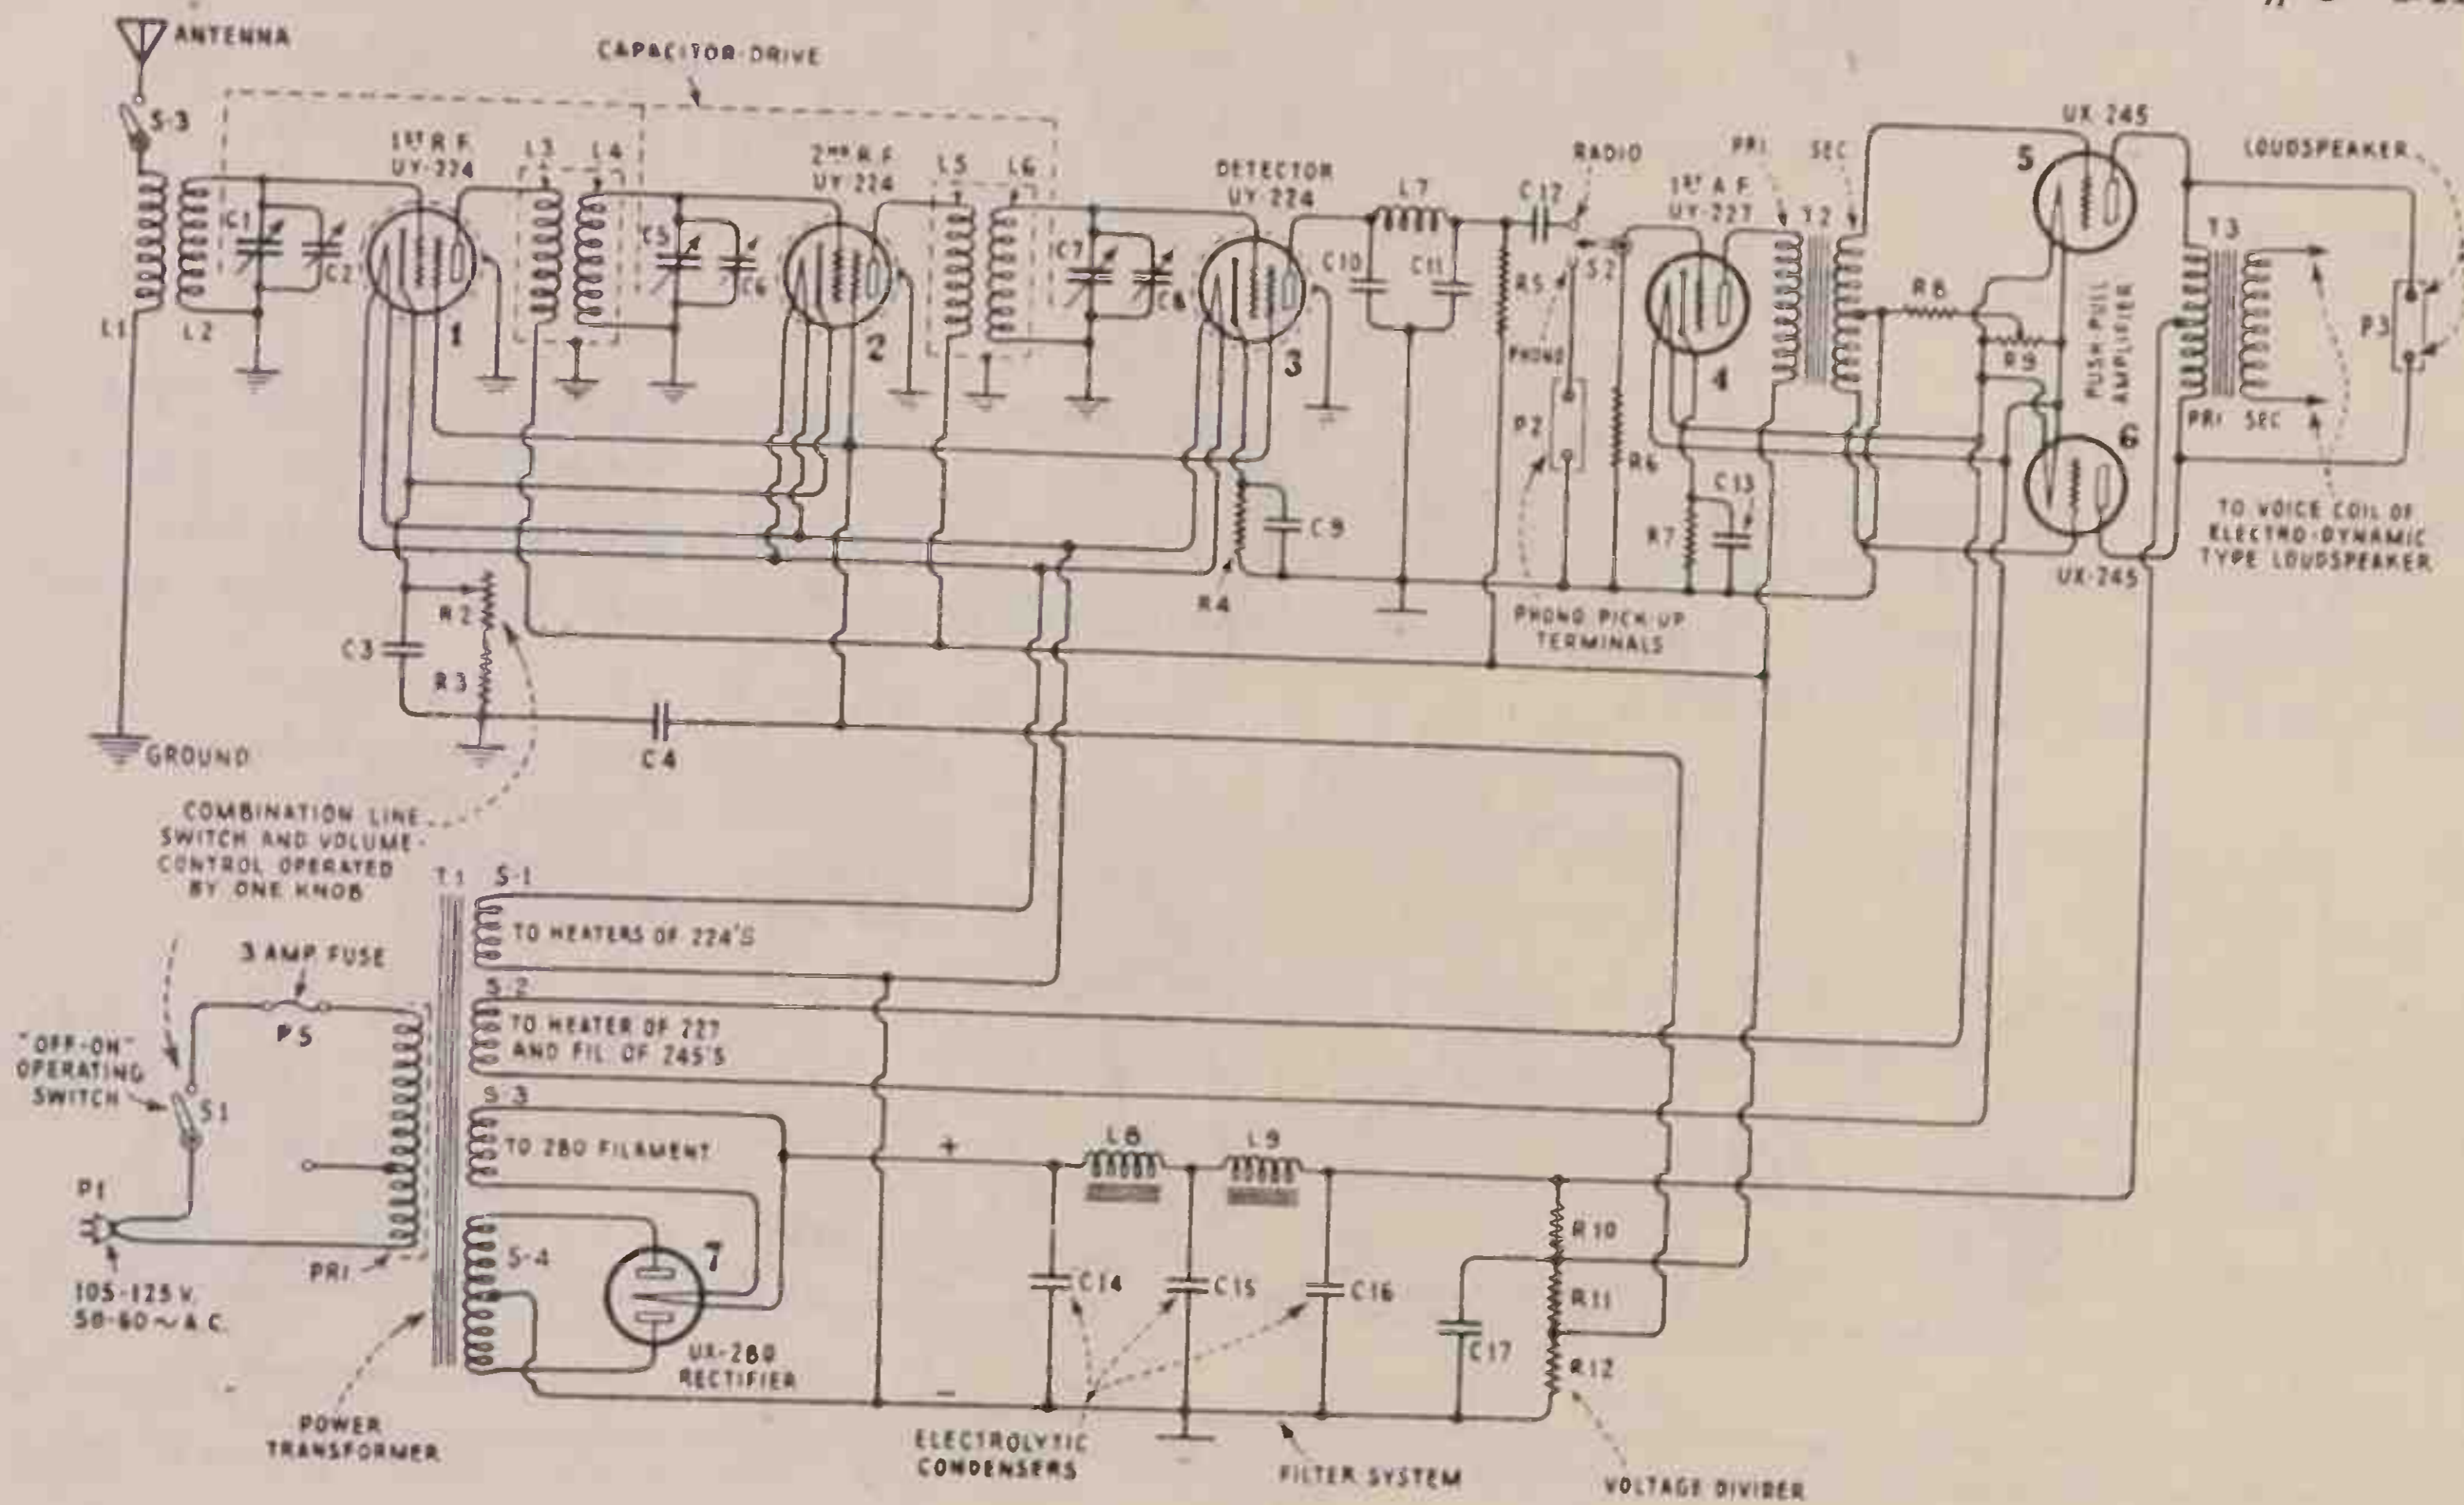 ANTENNA
S-3
CAPACITOR DRIVE
1ST R.F.
UY-224
L3
L4
2ND R.F.
UY-224
L5
L6
DETECTOR
UY-224
L7
C12
RADIO
PRI
SEC
1ST A.F.
UY-227
T2
UX-245
5
LOUDSPEAKER
C1
C2
C5
C6
C7
C8
C10
C11
R5
S2
R8
R9
T3
P3
L1
L2
1
2
3
4
PHONO
P2
R6
PUSH PULL
AMPLIFIER
6
PRI
SEC
C9
R4
R7
C13
UX-245
TO VOICE COIL OF
ELECTRO-DYNAMIC
TYPE LOUDSPEAKER
PHONO PICK-UP
TERMINALS
R2
C3
R3
C4
GROUND
COMBINATION LINE
SWITCH AND VOLUME-
CONTROL OPERATED
BY ONE KNOB
T1
S-1
TO HEATERS OF 224'S
3 AMP FUSE
P5
S-2
TO HEATER OF 227
AND FIL OF 245'S
"OFF-ON"
OPERATING
SWITCH
S1
S-3
TO 280 FILAMENT
+
L8
L9
P1
PRI
S-4
7
105-125 V.
50-60 ~ A.C.
UX-280
RECTIFIER
C14
C15
C16
C17
R10
R11
R12
−
POWER
TRANSFORMER
ELECTROLYTIC
CONDENSERS
FILTER SYSTEM
VOLTAGE DIVIDER